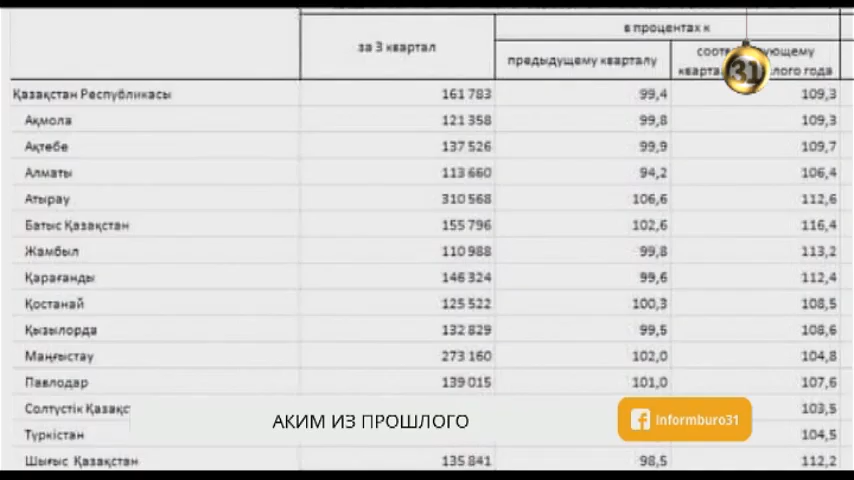 в процентах к
за 3 квартал
предыдущему кварталу
31
Қазақстан Республикасы 161 783 99,4 109,3
Ақмола 121 358 99,8 109,3
Ақтөбе 137 526 99,9 109,7
Алматы 113 660 94,2 106,4
Атырау 310 568 106,6 112,6
Батыс Қазақстан 155 796 102,6 116,4
Жамбыл 110 988 99,8 113,2
Қарағанды 146 324 99,6 112,4
Қостанай 125 522 100,3 108,5
Қызылорда 132 829 99,5 108,6
Маңғыстау 273 160 102,0 104,8
Павлодар 139 015 101,0 107,6
Солтүстік 103,5
Түркістан 104,5
Шығыс Қазақстан 135 841 98,5 112,2
АКИМ ИЗ ПРОШЛОГО
informburo31